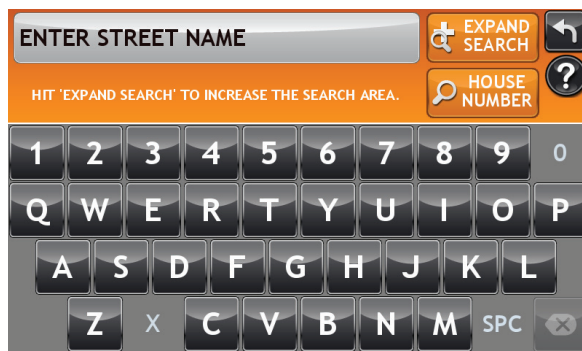 ENTER STREET NAME
EXPAND
SEARCH
?
HIT 'EXPAND SEARCH' TO INCREASE THE SEARCH AREA.
HOUSE
NUMBER
1 2 3 4 5 6 7 8 9 0
Q W E R T Y U I O P
A S D F G H J K L
Z X C V B N M SPC